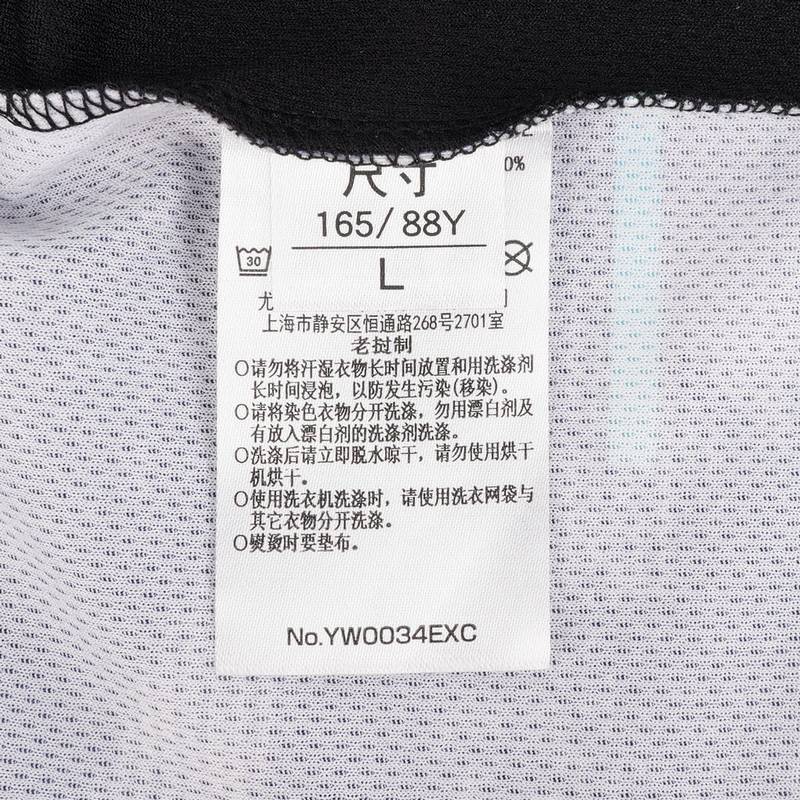 尺寸
0%
165/88Y
30
L
尤
上海市静安区恒通路268号2701室
老挝制
○请勿将汗湿衣物长时间放置和用洗涤剂
长时间浸泡，以防发生污染(移染)。
○请将染色衣物分开洗涤，勿用漂白剂及
有放入漂白剂的洗涤剂洗涤。
○洗涤后请立即脱水晾干，请勿使用烘干
机烘干。
○使用洗衣机洗涤时，请使用洗衣网袋与
其它衣物分开洗涤。
○熨烫时要垫布。
No.YW0034EXC